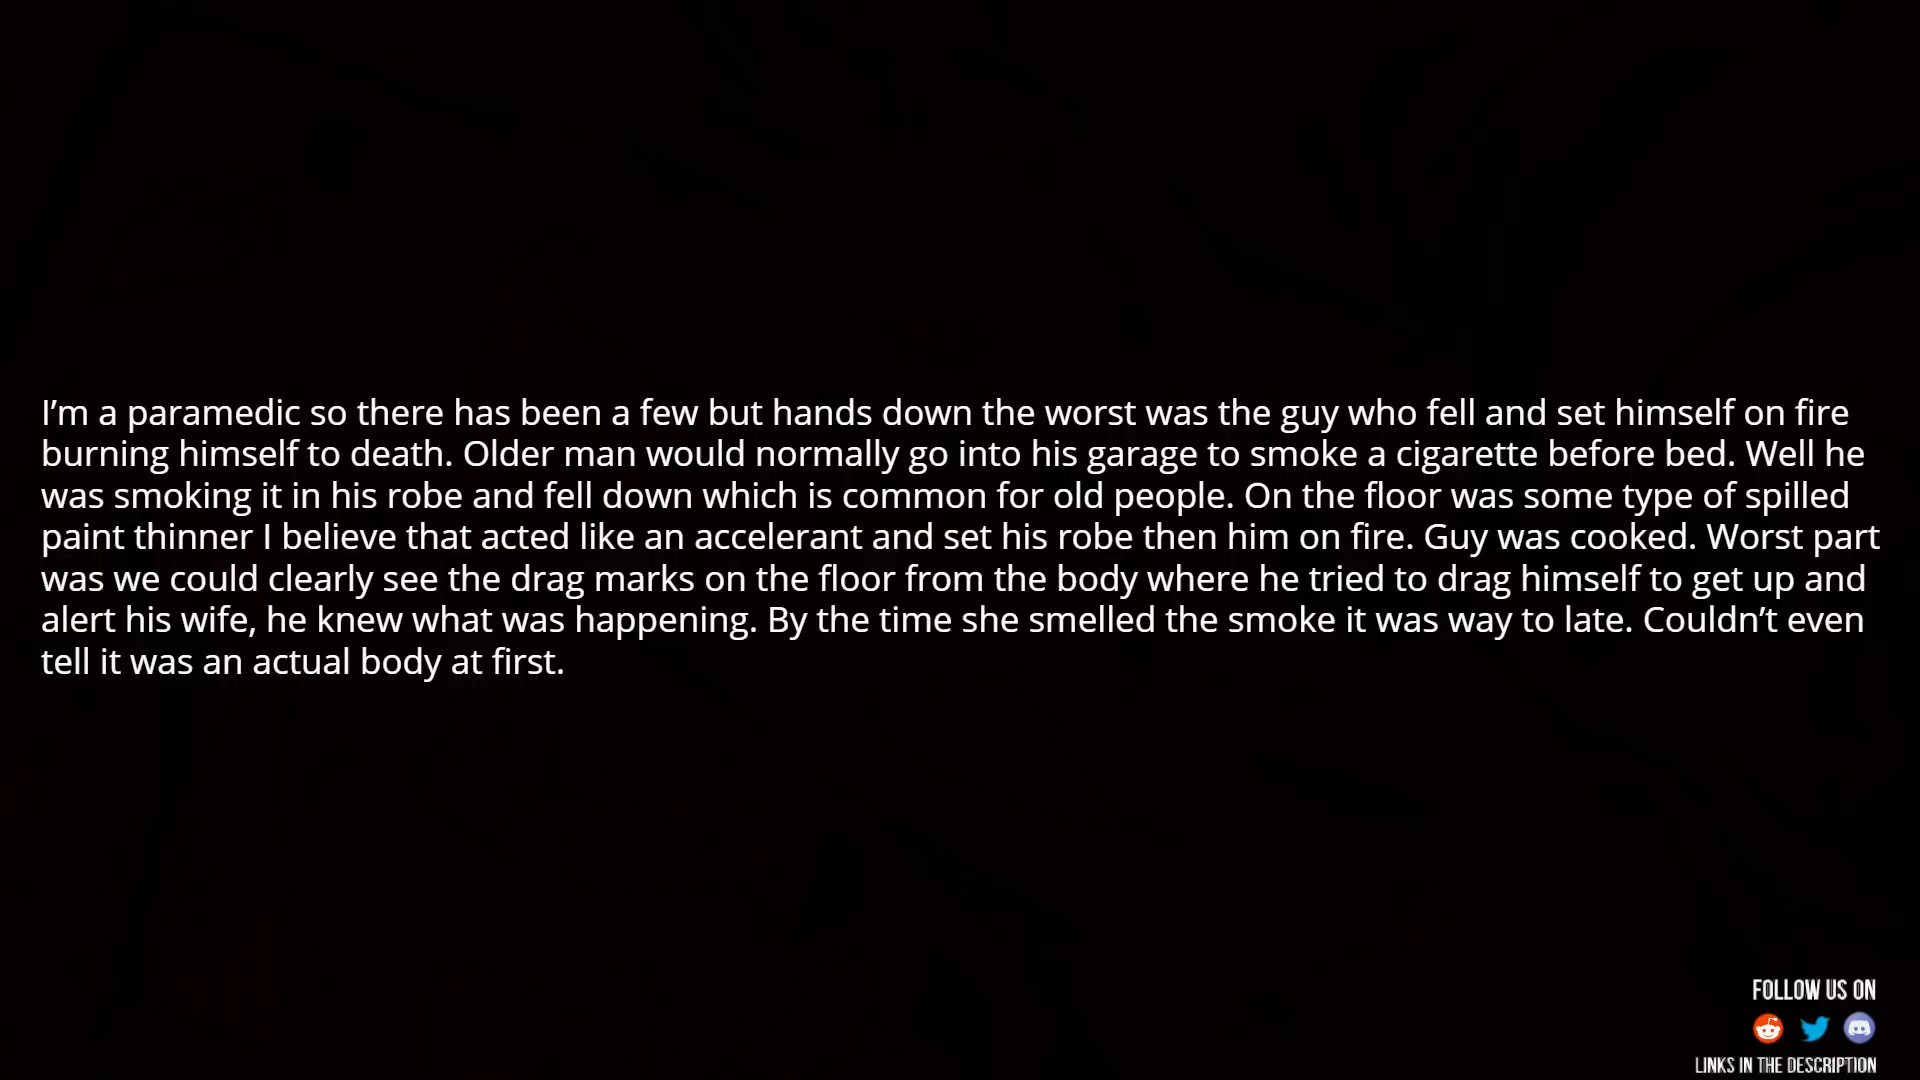 I’m a paramedic so there has been a few but hands down the worst was the guy who fell and set himself on fire
burning himself to death. Older man would normally go into his garage to smoke a cigarette before bed. Well he
was smoking it in his robe and fell down which is common for old people. On the floor was some type of spilled
paint thinner I believe that acted like an accelerant and set his robe then him on fire. Guy was cooked. Worst part
was we could clearly see the drag marks on the floor from the body where he tried to drag himself to get up and
alert his wife, he knew what was happening. By the time she smelled the smoke it was way to late. Couldn’t even
tell it was an actual body at first.
FOLLOW US ON
LINKS IN THE DESCRIPTION